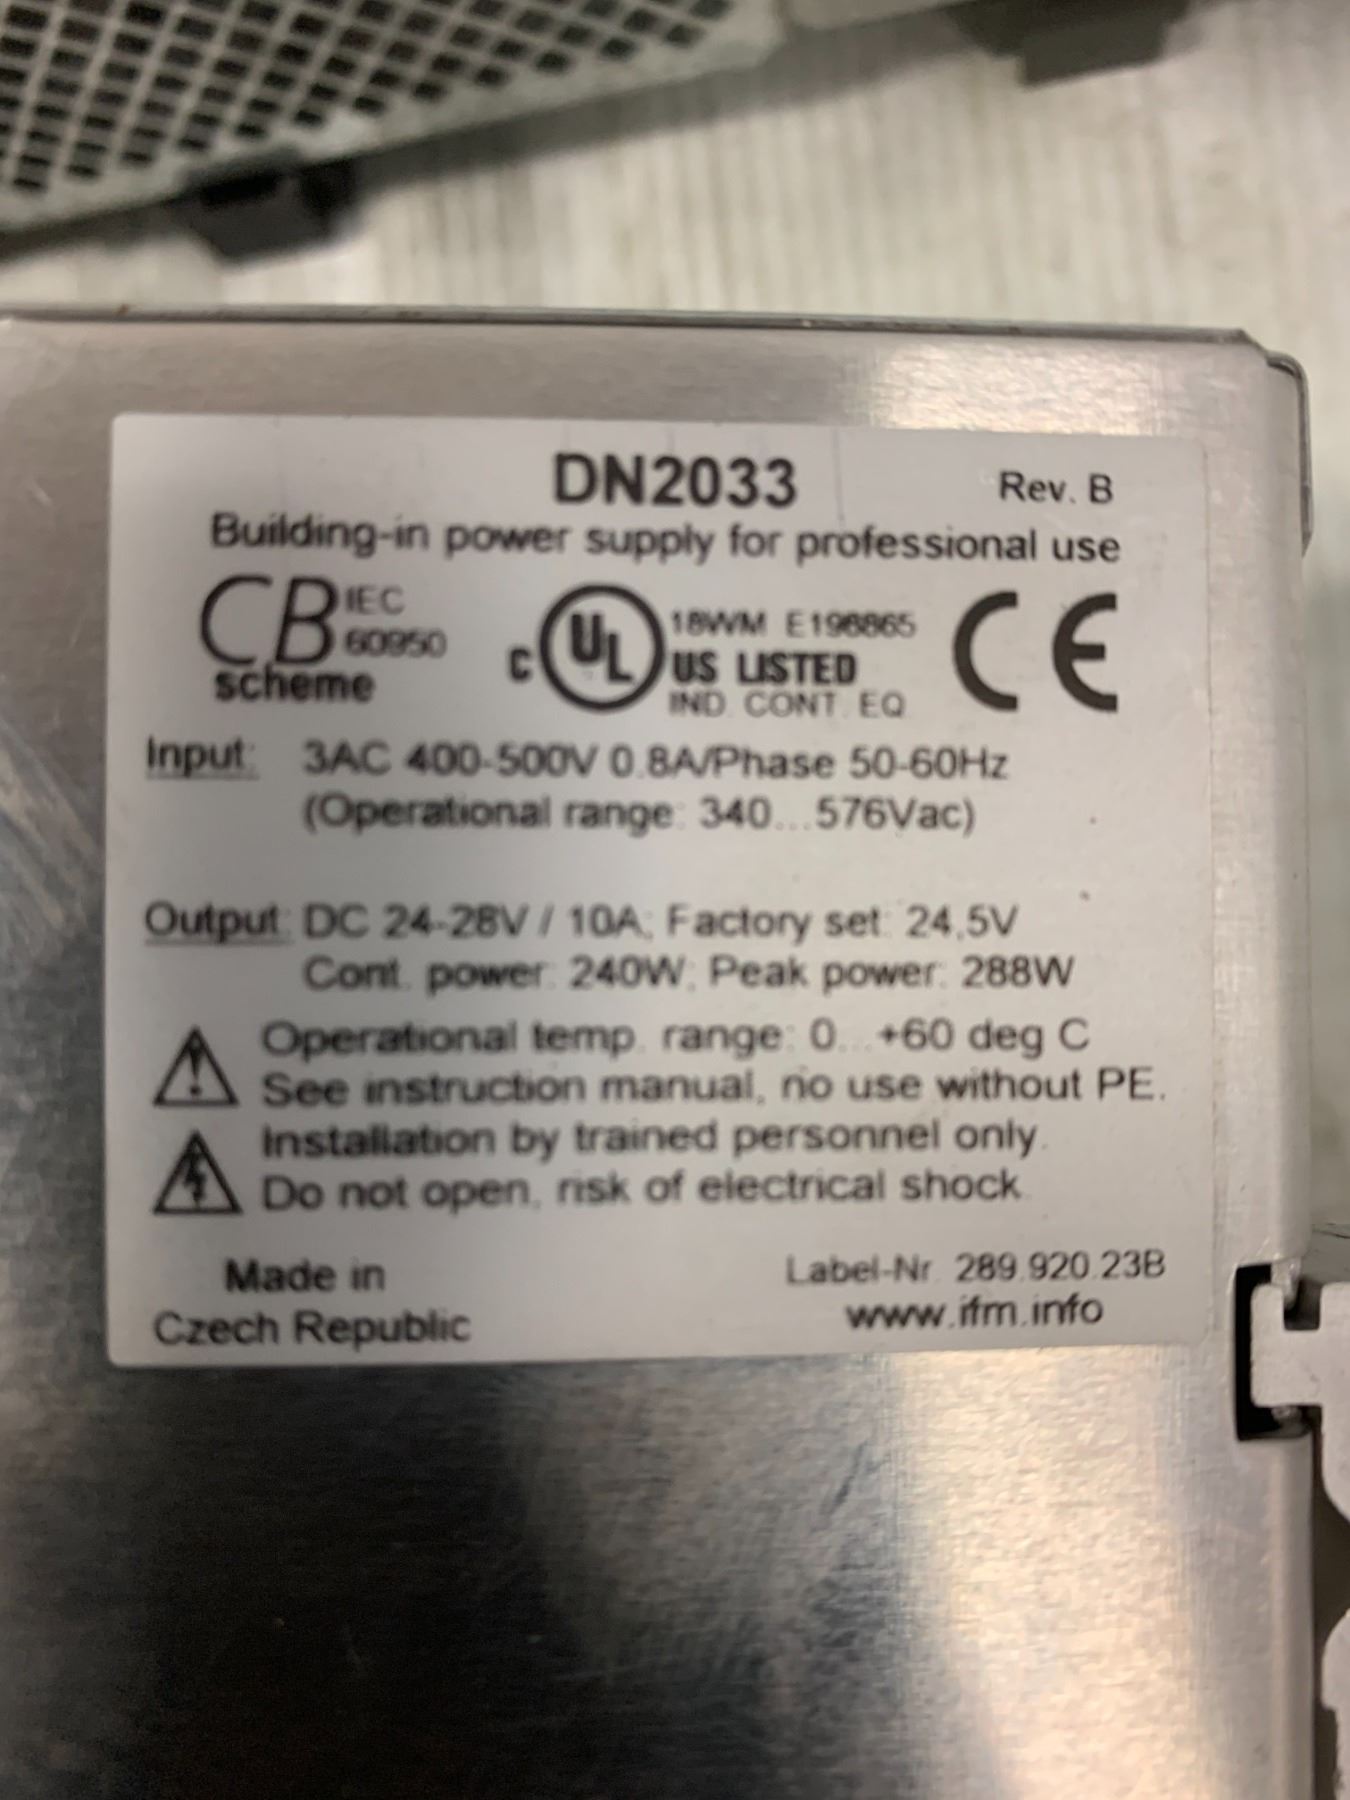 DN2033 Rev. B
Building-in power supply for professional use
CB IEC
60950
scheme
c UL US LISTED 18WM E198865
IND. CONT. EQ.
CE
Input: 3AC 400-500V 0.8A/Phase 50-60Hz
(Operational range: 340...576Vac)
Output: DC 24-28V / 10A; Factory set: 24,5V
Cont. power: 240W; Peak power: 288W
Operational temp. range: 0...+60 deg C
See instruction manual, no use without PE.
Installation by trained personnel only.
Do not open, risk of electrical shock.
Made in
Czech Republic
Label-Nr. 289.920.23B
www.ifm.info